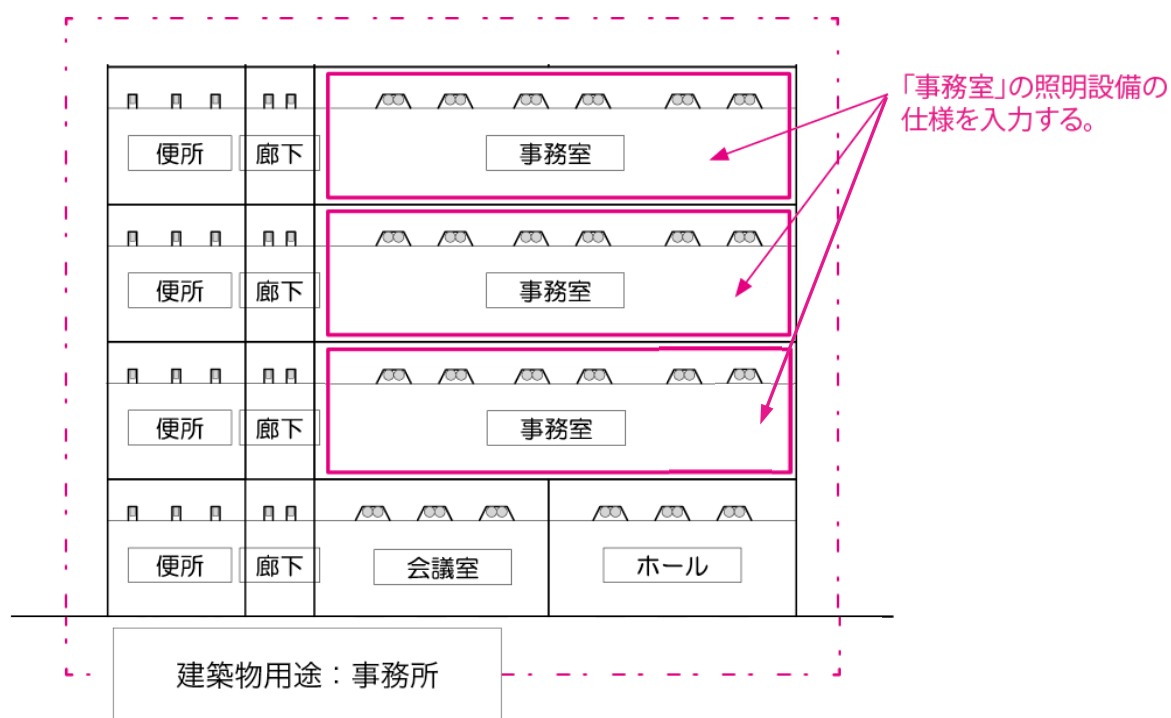 「事務室」の照明設備の
仕様を入力する。
便所 廊下 事務室
便所 廊下 事務室
便所 廊下 事務室
便所 廊下 会議室 ホール
建築物用途：事務所